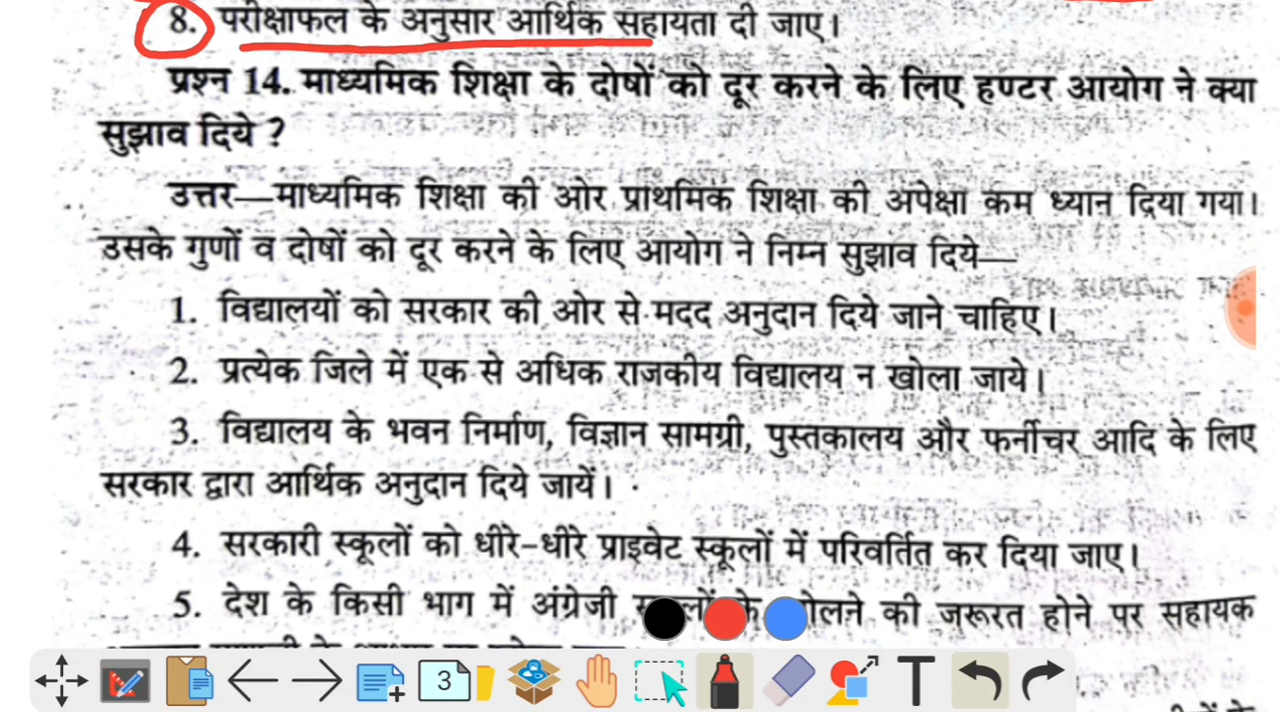 8. परीक्षाफल के अनुसार आर्थिक सहायता दी जाए।
प्रश्न 14. माध्यमिक शिक्षा के दोषों को दूर करने के लिए हण्टर आयोग ने क्या
सुझाव दिये ?
उत्तर—माध्यमिक शिक्षा की ओर प्राथमिक शिक्षा की अपेक्षा कम ध्यान दिया गया।
उसके गुणों व दोषों को दूर करने के लिए आयोग ने निम्न सुझाव दिये—
1. विद्यालयों को सरकार की ओर से मदद अनुदान दिये जाने चाहिए।
2. प्रत्येक जिले में एक से अधिक राजकीय विद्यालय न खोला जाये।
3. विद्यालय के भवन निर्माण, विज्ञान सामग्री, पुस्तकालय और फर्नीचर आदि के लिए
सरकार द्वारा आर्थिक अनुदान दिये जायें।
4. सरकारी स्कूलों को धीरे-धीरे प्राइवेट स्कूलों में परिवर्तित कर दिया जाए।
5. देश के किसी भाग में अंग्रेजी के की जरूरत होने पर सहायक
3 T